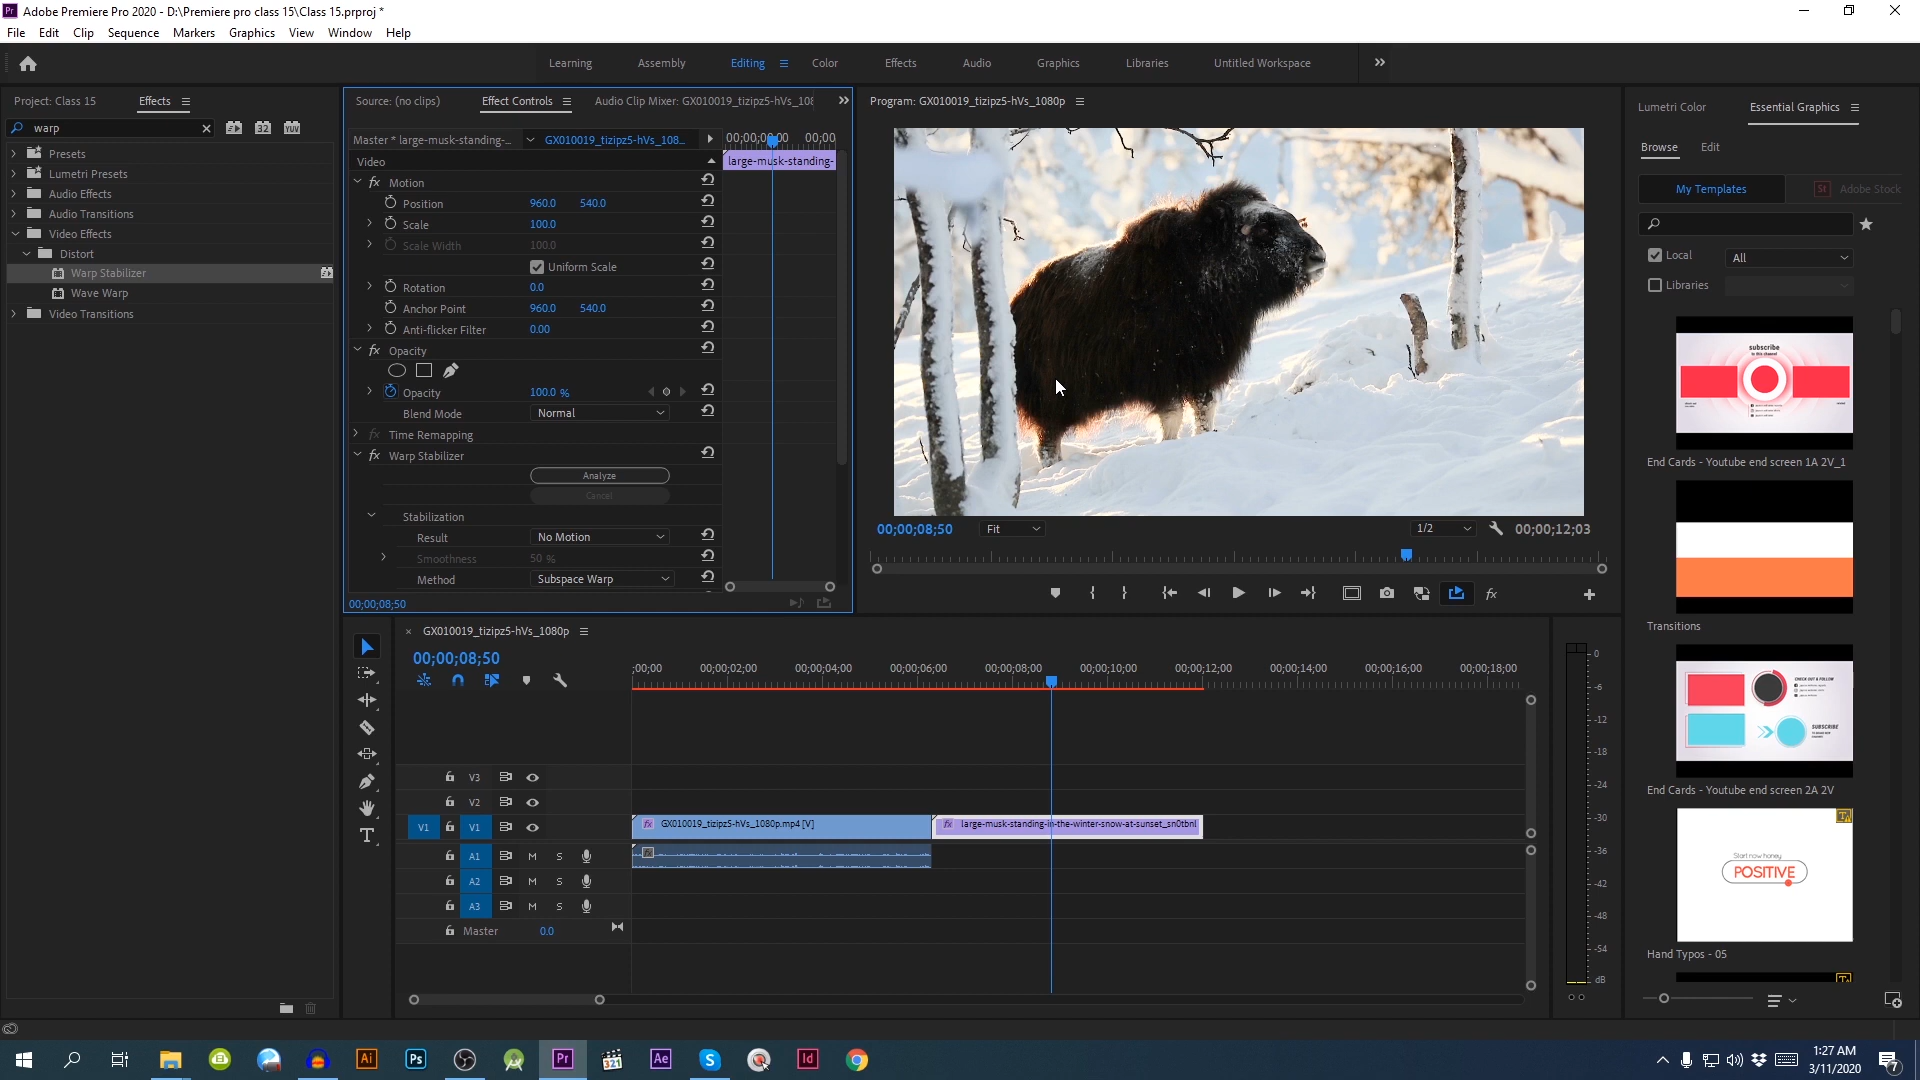 Adobe Premiere Pro 2020 - D:\Premiere pro class 15\Class 15.prproj *
File Edit Clip Sequence Markers Graphics View Window Help
Learning Assembly Editing Color Effects Audio Graphics Libraries Untitled Workspace
Project: Class 15 Effects
warp
Presets
Lumetri Presets
Audio Effects
Audio Transitions
Video Effects
Distort
Warp Stabilizer
Wave Warp
Video Transitions
Source: (no clips) Effect Controls Audio Clip Mixer: GX010019_tizipz5-hVs_108
Master * large-musk-standing-... GX010019_tizipz5-hVs_108... 00;00 00;00
Video large-musk-standing-
Motion
Position 960.0 540.0
Scale 100.0
Scale Width 100.0
Uniform Scale
Rotation 0.0
Anchor Point 960.0 540.0
Anti-flicker Filter 0.00
Opacity
Opacity 100.0 %
Blend Mode Normal
Time Remapping
Warp Stabilizer
Analyze
Cancel
Stabilization
Result No Motion
Smoothness 50 %
Method Subspace Warp
00;00;08;50
Program: GX010019_tizipz5-hVs_1080p
00;00;08;50 Fit 1/2 00;00;12;03
GX010019_tizipz5-hVs_1080p
00;00;08;50
;00;00 00;00;02;00 00;00;04;00 00;00;06;00 00;00;08;00 00;00;10;00 00;00;12;00 00;00;14;00 00;00;16;00 00;00;18;00
V3
V2
V1 V1 GX010019_tizipz5-hVs_1080p.mp4 [V] large-musk-standing-in-the-winter-snow-at-sunset_sn0tbnl
A1 M S
A2 M S
A3 M S
Master 0.0
0
-6
-12
-18
-24
-30
-36
-42
-48
-54
dB
Lumetri Color Essential Graphics
Browse Edit
My Templates St Adobe Stock
Local All
Libraries
subscribe
to this channel
End Cards - Youtube end screen 1A 2V_1
Transitions
CHECK OUT & FOLLOW
SUBSCRIBE
End Cards - Youtube end screen 2A 2V
Start now honey
POSITIVE
Hand Typos - 05
Ai Ps Pr 321 Ae S Id
1:27 AM
3/11/2020
7